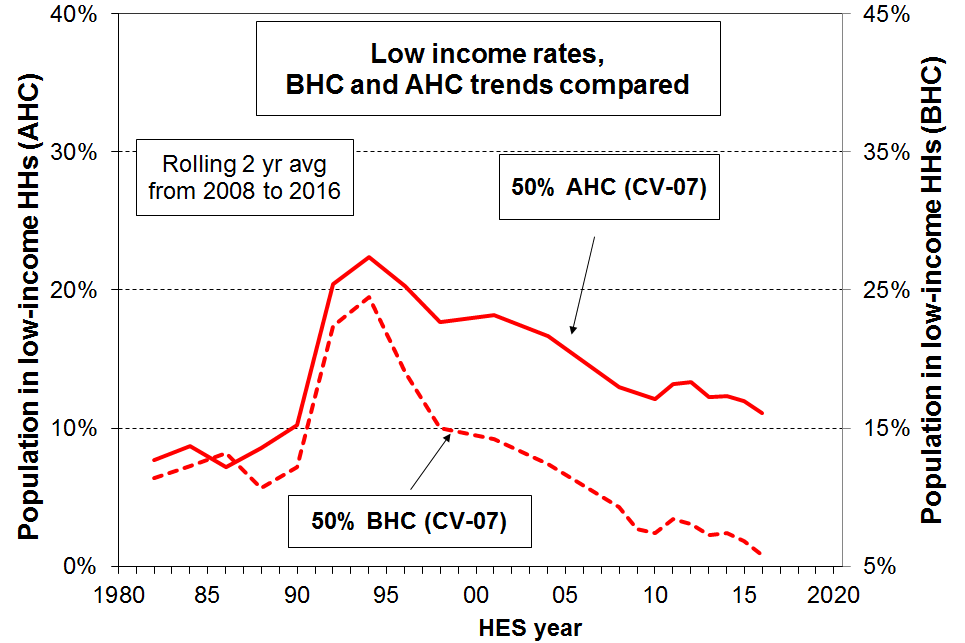 Low income rates,
BHC and AHC trends compared
Rolling 2 yr avg
from 2008 to 2016
50% AHC (CV-07)
50% BHC (CV-07)
Population in low-income HHs (AHC)
40%
30%
20%
10%
0%
Population in low-income HHs (BHC)
45%
35%
25%
15%
5%
1980 85 90 95 00 05 10 15 2020
HES year